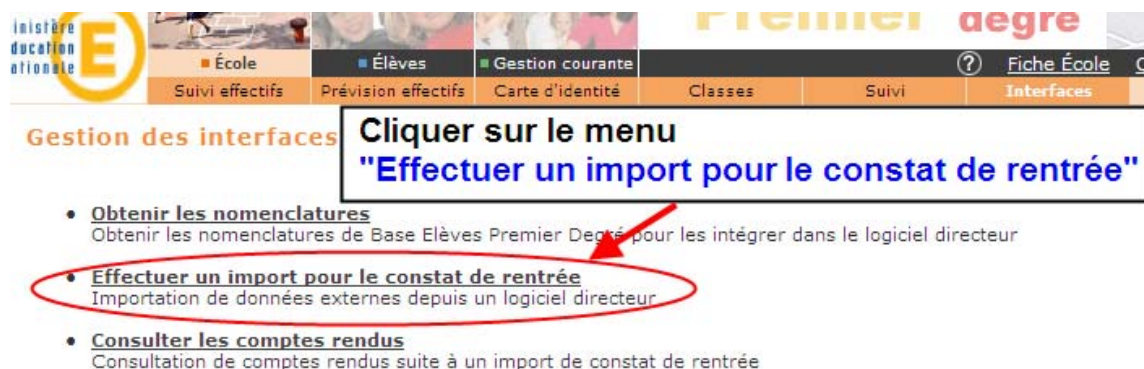 Premier degré
inistère
ducation
ationale
École Élèves Gestion courante ? Fiche École
Suivi effectifs Prévision effectifs Carte d'identité Classes Suivi Interfaces
Gestion des interfaces
Cliquer sur le menu
"Effectuer un import pour le constat de rentrée"
Obtenir les nomenclatures
Obtenir les nomenclatures de Base Elèves Premier Degré pour les intégrer dans le logiciel directeur
Effectuer un import pour le constat de rentrée
Importation de données externes depuis un logiciel directeur
Consulter les comptes rendus
Consultation de comptes rendus suite à un import de constat de rentrée